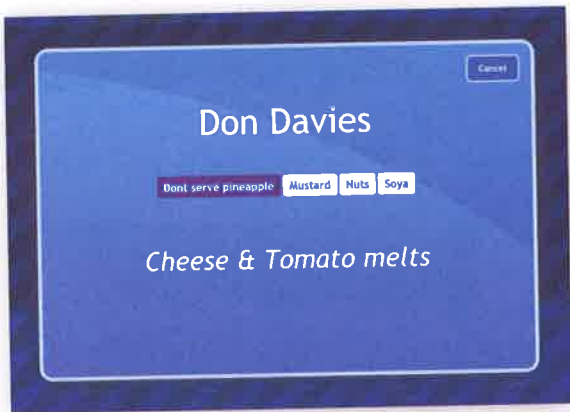 Cancel
Don Davies
Dont serve pineapple Mustard Nuts Soya
Cheese & Tomato melts